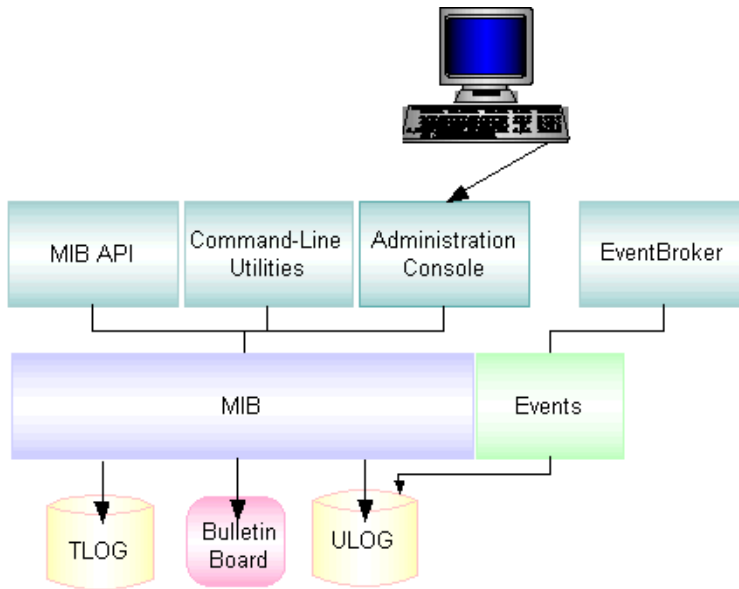 MIB API
Command-Line
Utilities
Administration
Console
EventBroker
MIB
Events
TLOG
Bulletin
Board
ULOG